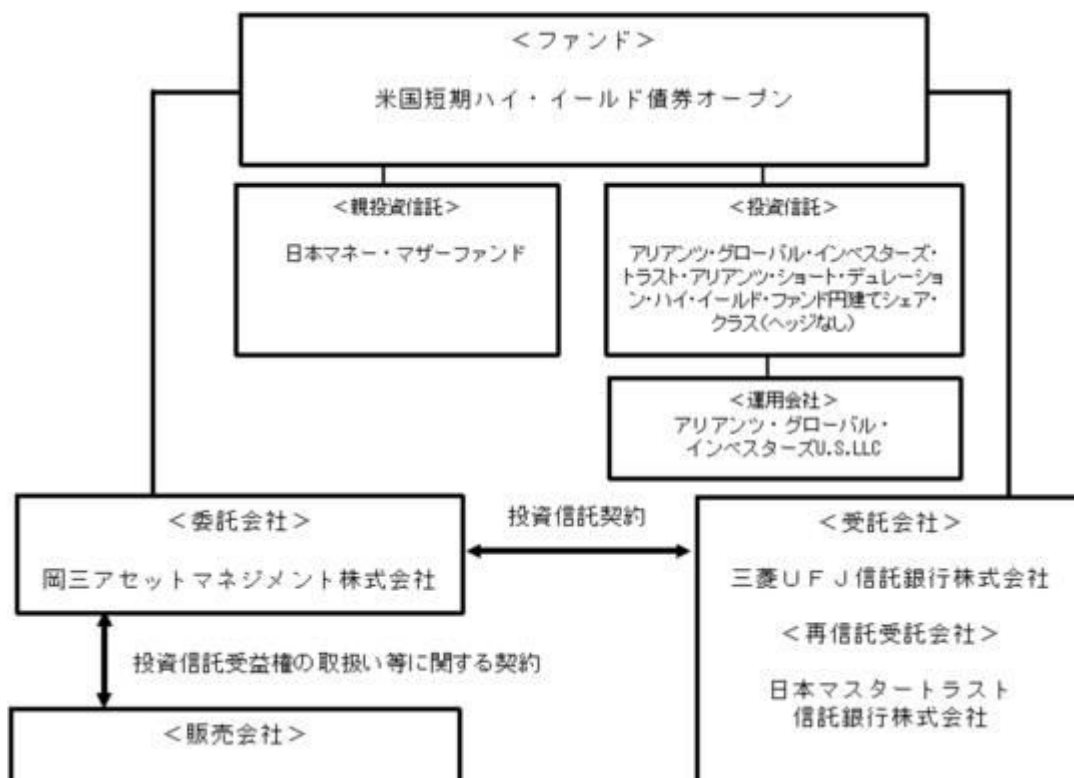 ＜ファンド＞
米国短期ハイ・イールド債券オープン
＜親投資信託＞
日本マネー・マザーファンド
＜投資信託＞
アリアンツ・グローバル・インベスターズ・
トラスト・アリアンツ・ショート・デュレーショ
ン・ハイ・イールド・ファンド円建てシェア・
クラス(ヘッジなし)
＜運用会社＞
アリアンツ・グローバル・
インベスターズU.S.LLC
＜委託会社＞
岡三アセットマネジメント株式会社
投資信託契約
＜受託会社＞
三菱ＵＦＪ信託銀行株式会社
＜再信託受託会社＞
日本マスタートラスト
信託銀行株式会社
投資信託受益権の取扱い等に関する契約
＜販売会社＞